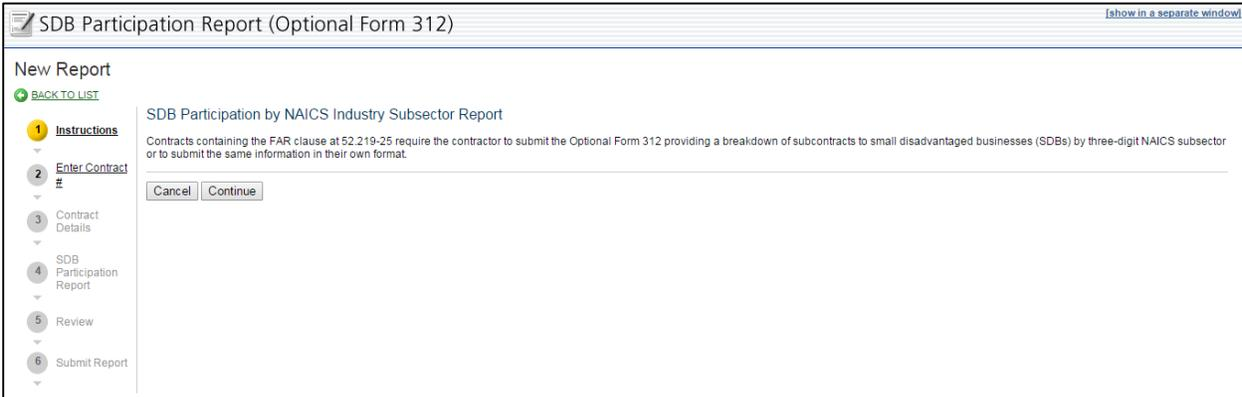 SDB Participation Report (Optional Form 312)
[show in a separate window]
New Report
BACK TO LIST
1 Instructions
2 Enter Contract
#
3 Contract
Details
4 SDB
Participation
Report
5 Review
6 Submit Report
SDB Participation by NAICS Industry Subsector Report
Contracts containing the FAR clause at 52.219-25 require the contractor to submit the Optional Form 312 providing a breakdown of subcontracts to small disadvantaged businesses (SDBs) by three-digit NAICS subsector
or to submit the same information in their own format.
Cancel Continue